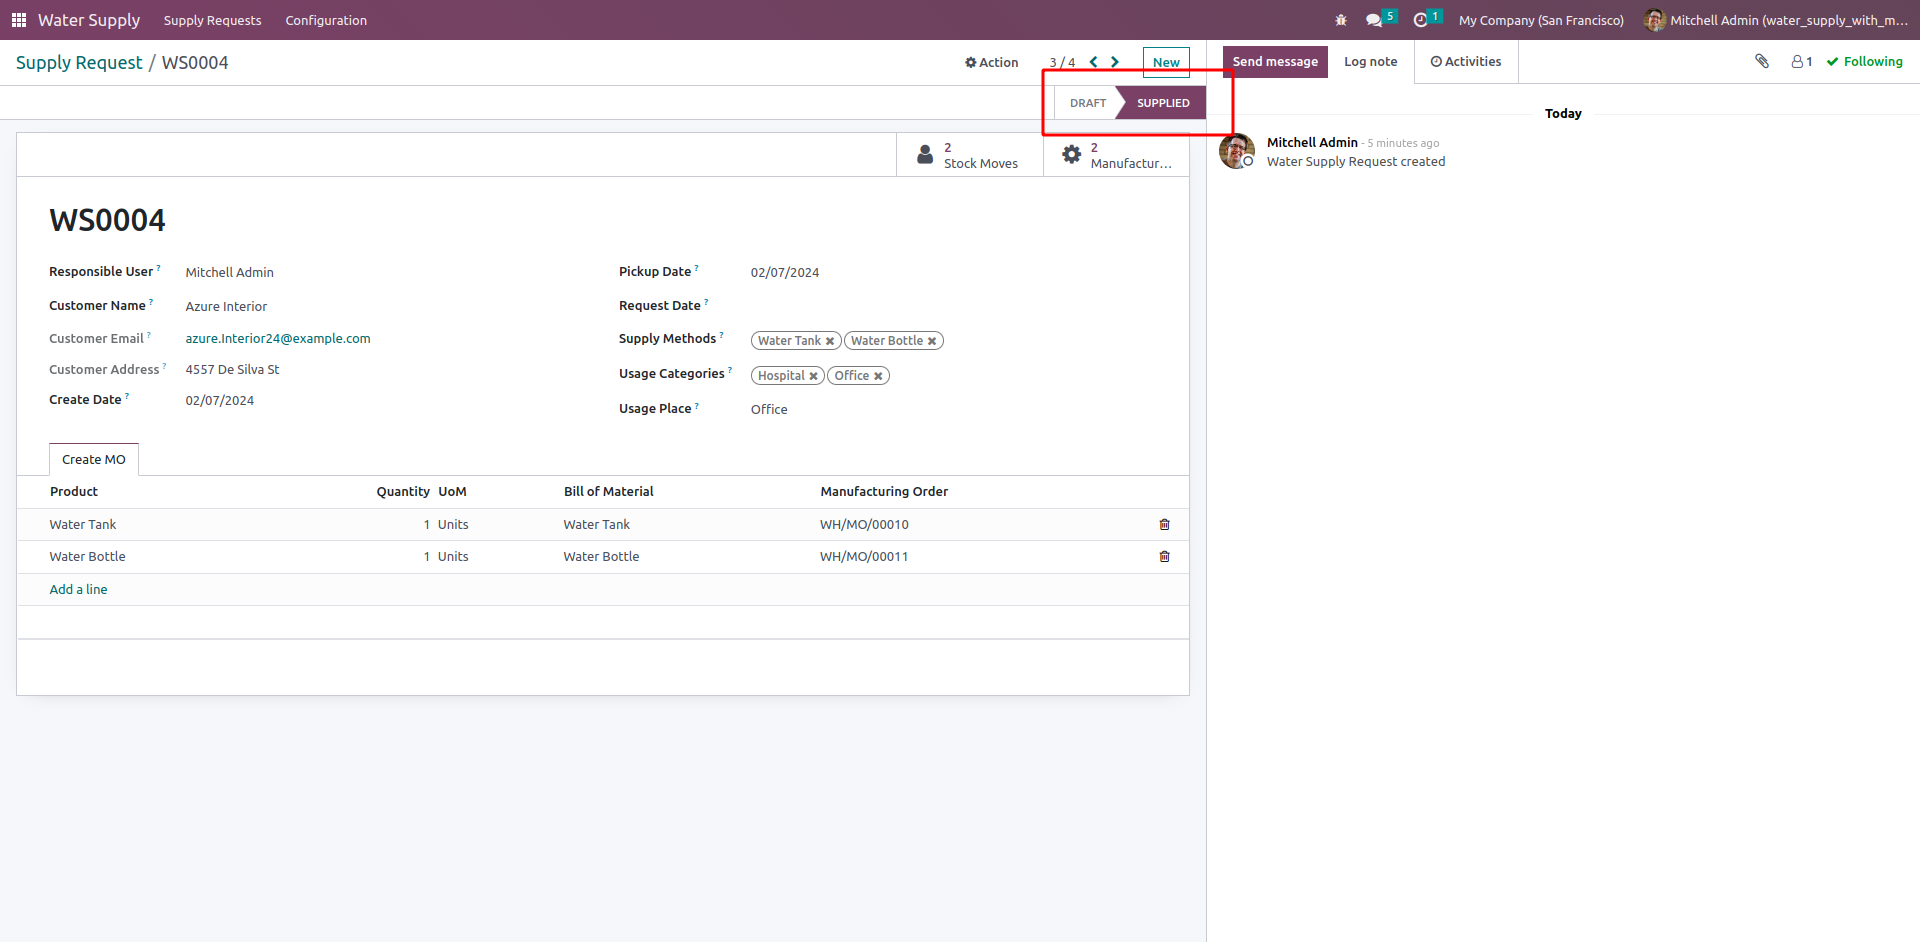 Water Supply Supply Requests Configuration 5 1 My Company (San Francisco) Mitchell Admin (water_supply_with_m...
Supply Request / WS0004 Action 3 / 4 New Send message Log note Activities 1 Following
DRAFT SUPPLIED
Today
Mitchell Admin - 5 minutes ago
Water Supply Request created
2
Stock Moves
2
Manufactur...
WS0004
Responsible User ? Mitchell Admin
Customer Name ? Azure Interior
Customer Email ? azure.Interior24@example.com
Customer Address ? 4557 De Silva St
Create Date ? 02/07/2024
Pickup Date ? 02/07/2024
Request Date ?
Supply Methods ? Water Tank Water Bottle
Usage Categories ? Hospital Office
Usage Place ? Office
Create MO
Product Quantity UoM Bill of Material Manufacturing Order
Water Tank 1 Units Water Tank WH/MO/00010
Water Bottle 1 Units Water Bottle WH/MO/00011
Add a line